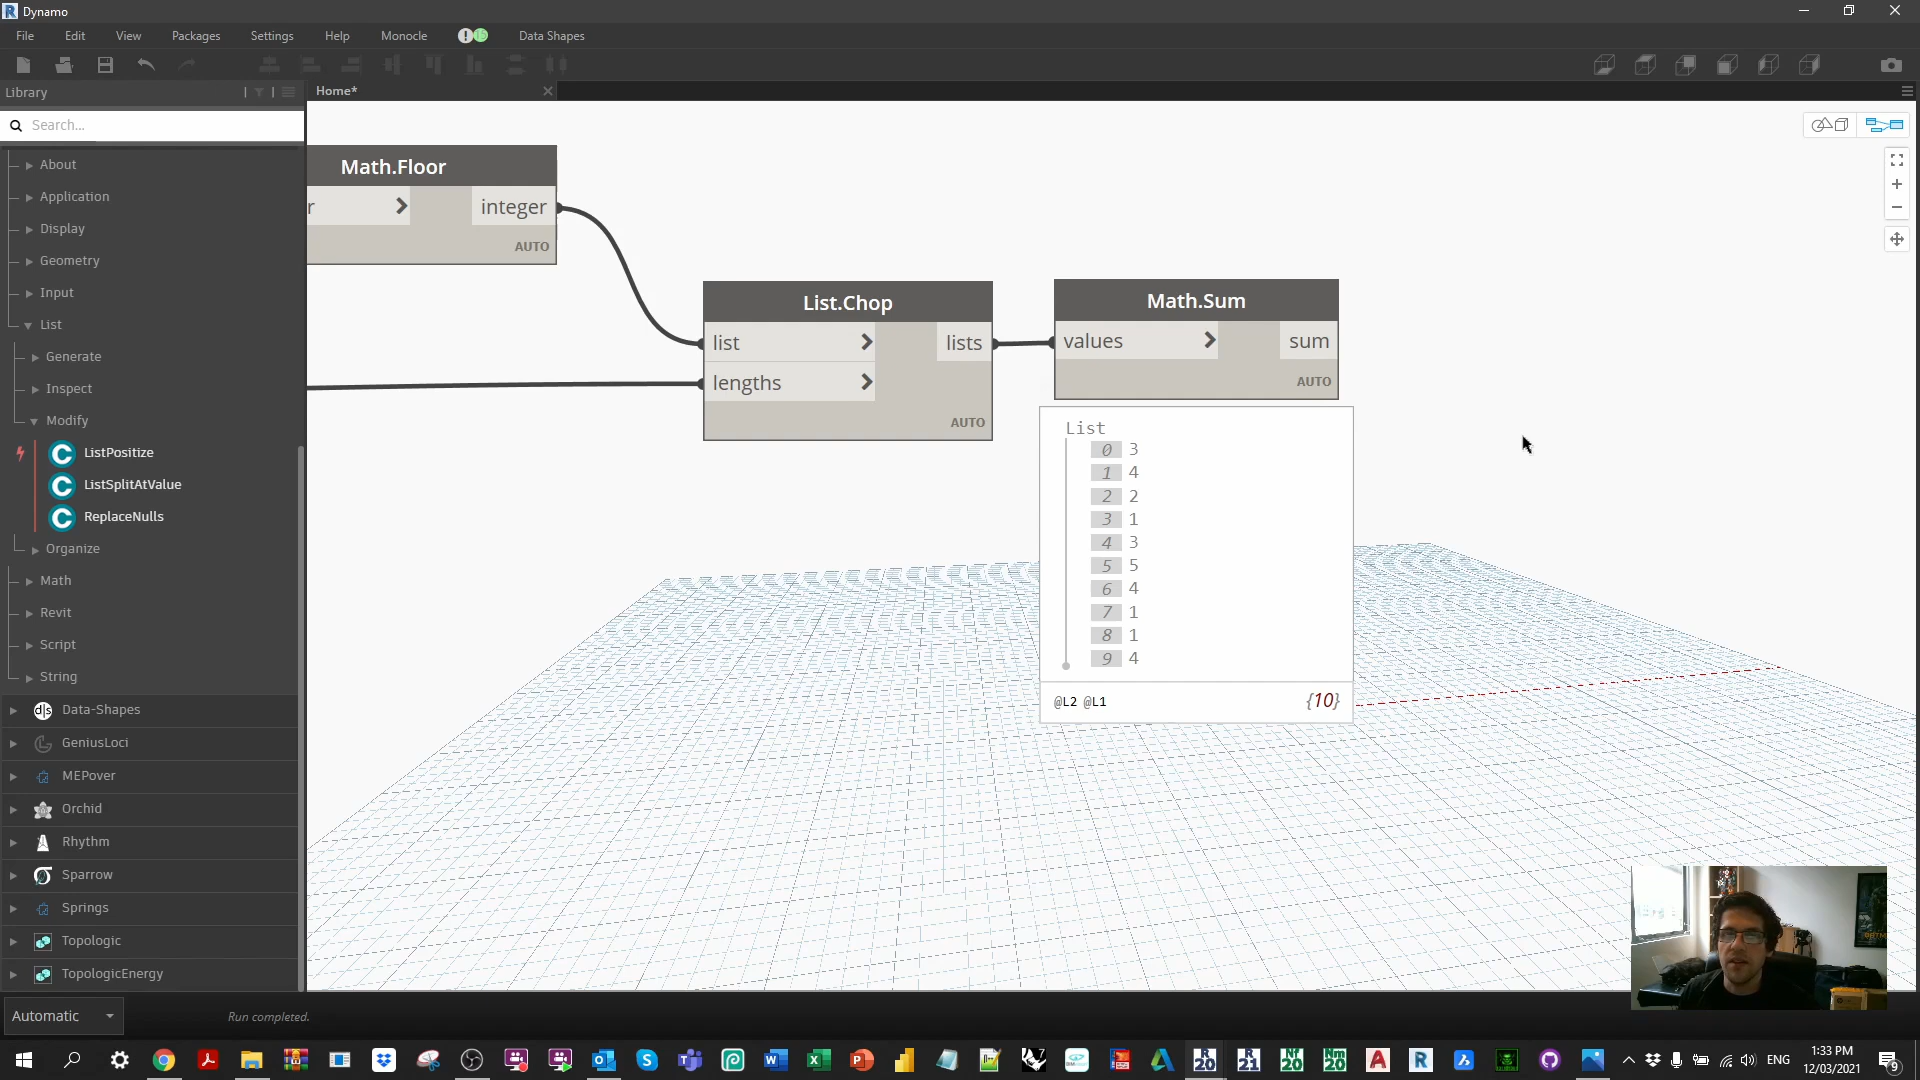 Dynamo
File Edit View Packages Settings Help Monocle Data Shapes
Library
Home*
Search...
About
Application
Display
Geometry
Input
List
Generate
Inspect
Modify
ListPositize
ListSplitAtValue
ReplaceNulls
Organize
Math
Revit
Script
String
Data-Shapes
GeniusLoci
MEPover
Orchid
Rhythm
Sparrow
Springs
Topologic
TopologicEnergy
Math.Floor
r > integer
AUTO
List.Chop
list > lists
lengths >
AUTO
Math.Sum
values > sum
AUTO
List
0 3
1 4
2 2
3 1
4 3
5 5
6 4
7 1
8 1
9 4
@L2 @L1 {10}
Automatic
Run completed.
ENG
1:33 PM
12/03/2021